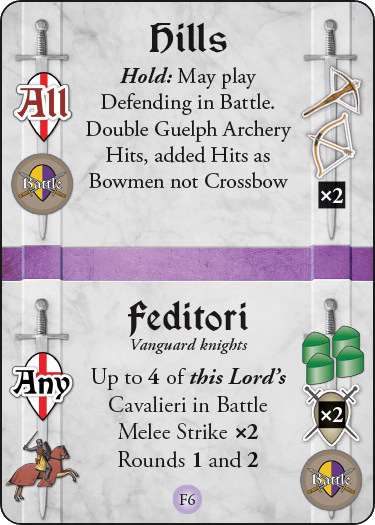 Hills
All
Hold: May play
Defending in Battle.
Double Guelph Archery
Hits, added Hits as
Bowmen not Crossbow
Battle
×2
Feditori
Vanguard knights
Any
Up to 4 of this Lord's
Cavalieri in Battle
Melee Strike ×2
Rounds 1 and 2
×2
Battle
F6